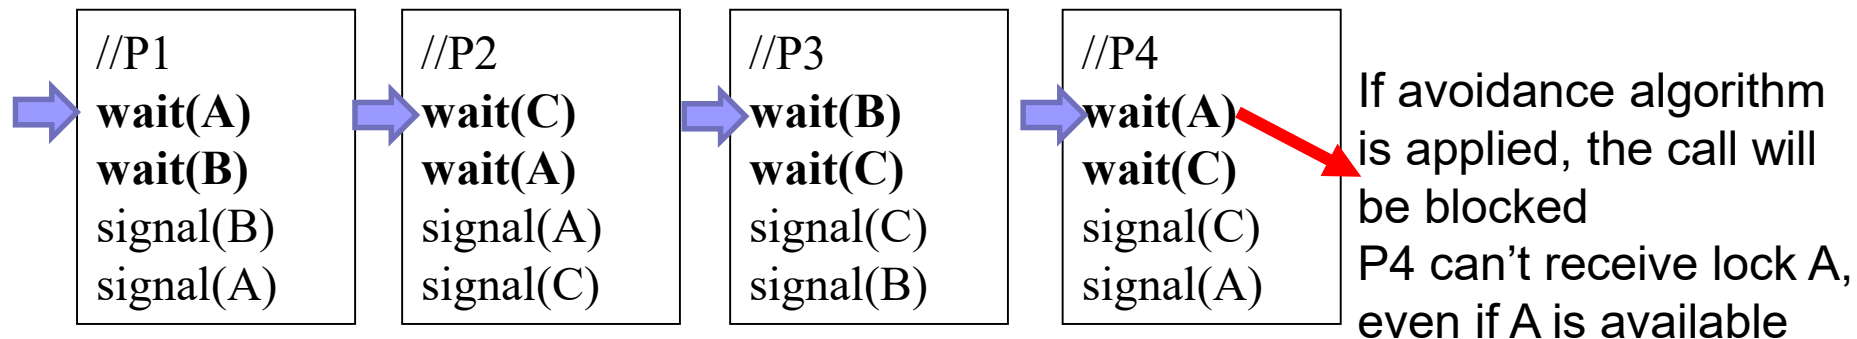 //P1
wait(A)
wait(B)
signal(B)
signal(A)
//P2
wait(C)
wait(A)
signal(A)
signal(C)
//P3
wait(B)
wait(C)
signal(C)
signal(B)
//P4
wait(A)
wait(C)
signal(C)
signal(A)
If avoidance algorithm
is applied, the call will
be blocked
P4 can’t receive lock A,
even if A is available